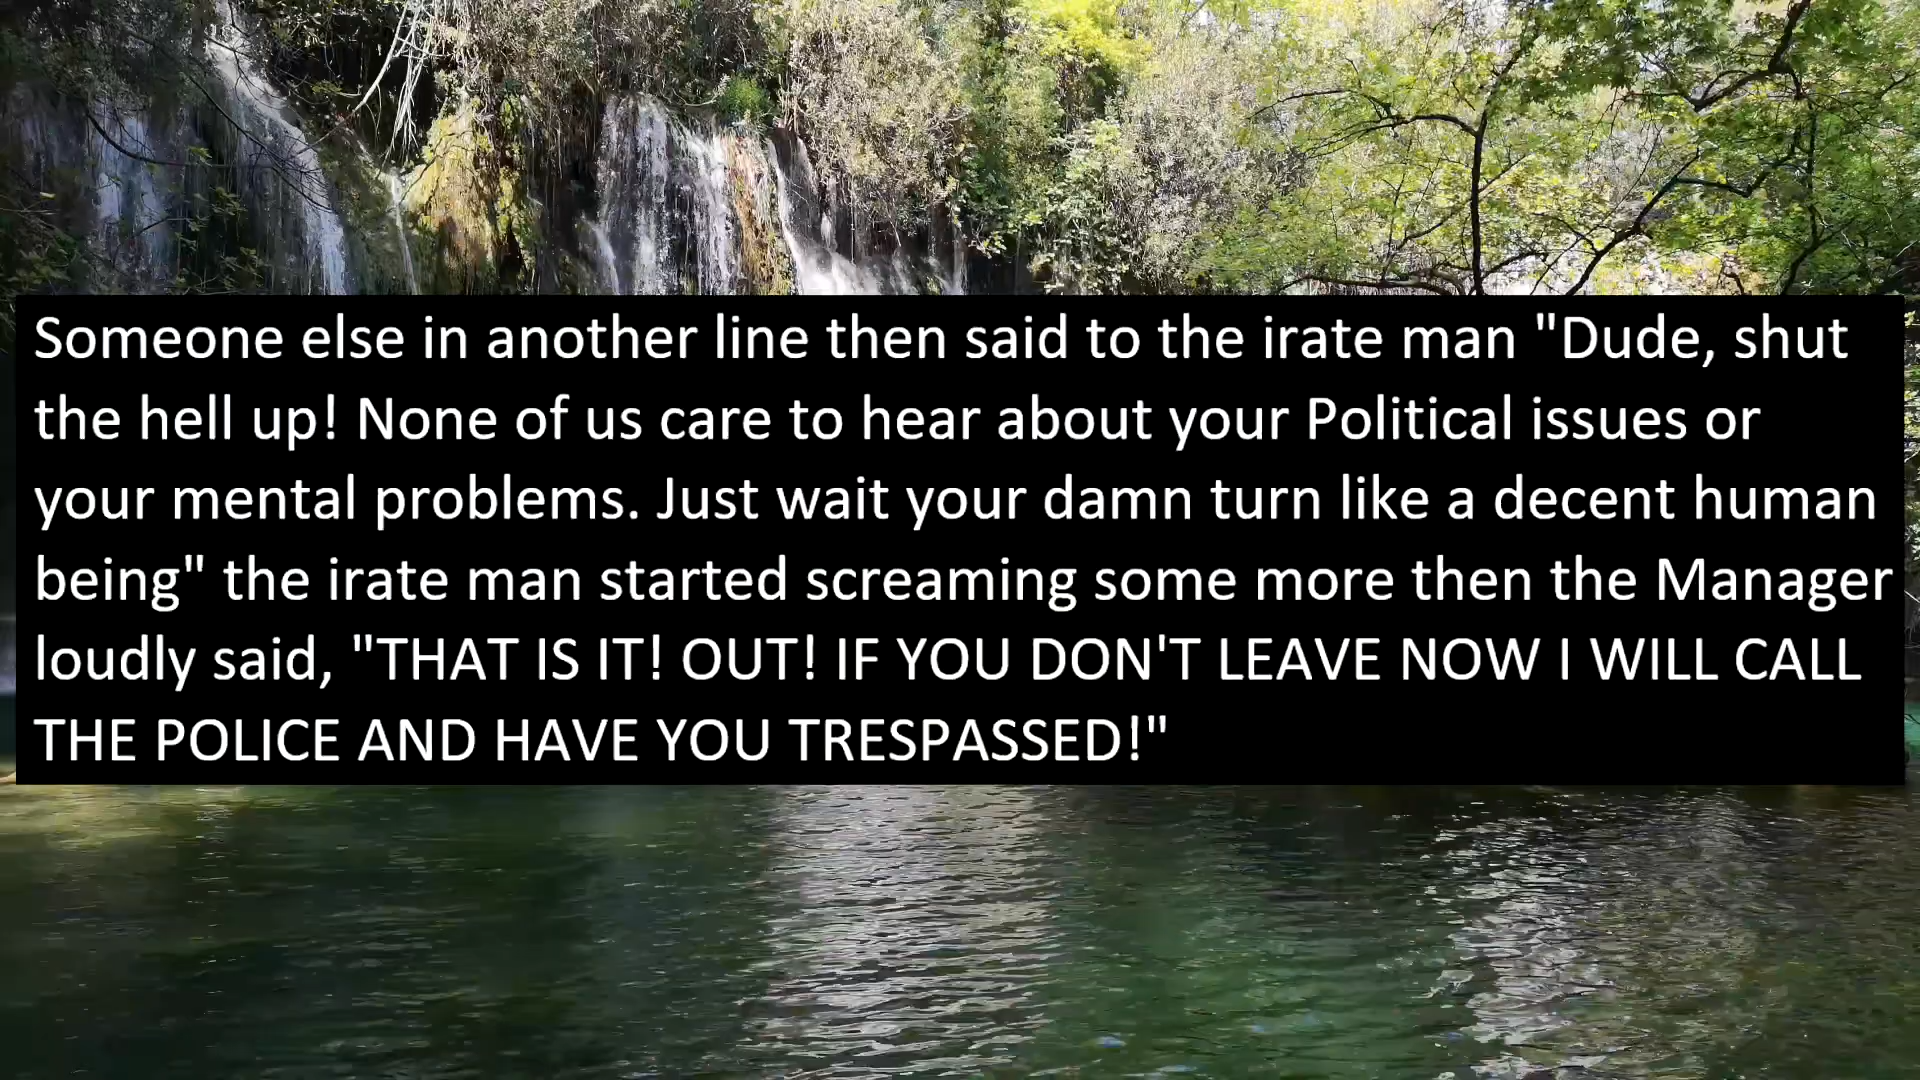 Someone else in another line then said to the irate man "Dude, shut
the hell up! None of us care to hear about your Political issues or
your mental problems. Just wait your damn turn like a decent human
being" the irate man started screaming some more then the Manager
loudly said, "THAT IS IT! OUT! IF YOU DON'T LEAVE NOW I WILL CALL
THE POLICE AND HAVE YOU TRESPASSED!"